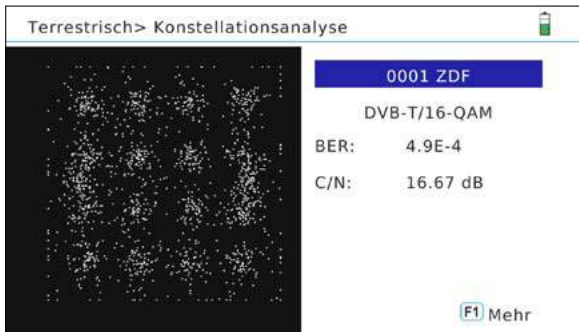 Terrestrisch> Konstellationsanalyse
0001 ZDF
DVB-T/16-QAM
BER: 4.9E-4
C/N: 16.67 dB
F1 Mehr